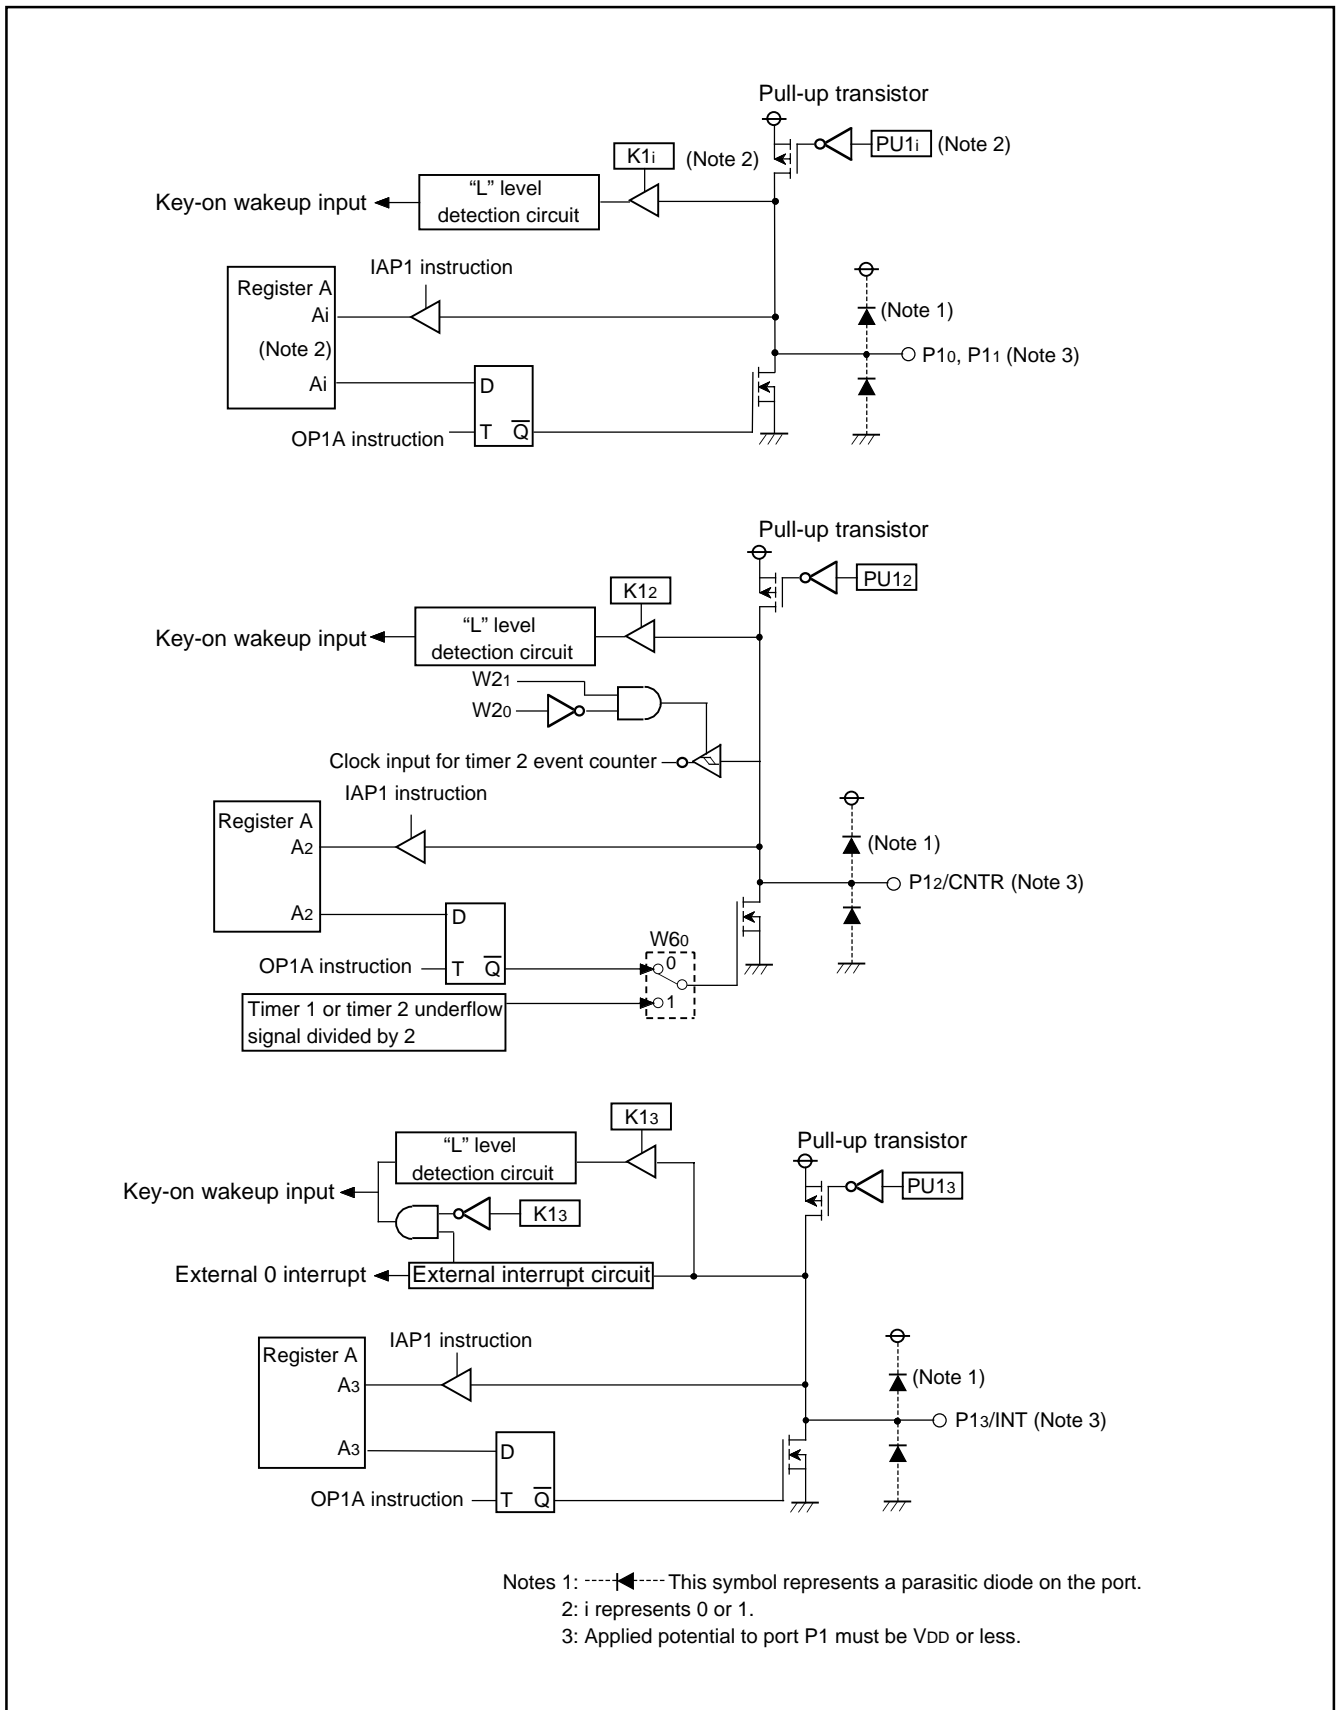 Pull-up transistor
K1i (Note 2) PU1i (Note 2)
Key-on wakeup input
“L” level
detection circuit
IAP1 instruction
Register A
Ai
(Note 2)
Ai
(Note 1)
P10, P11 (Note 3)
D
T Q
OP1A instruction
Pull-up transistor
K12
PU12
Key-on wakeup input
“L” level
detection circuit
W21
W20
Clock input for timer 2 event counter
IAP1 instruction
Register A
A2
A2
(Note 1)
P12/CNTR (Note 3)
D
T Q
OP1A instruction
W60
0
1
Timer 1 or timer 2 underflow
signal divided by 2
K13
Pull-up transistor
“L” level
detection circuit
PU13
Key-on wakeup input
K13
External 0 interrupt
External interrupt circuit
IAP1 instruction
Register A
A3
A3
(Note 1)
P13/INT (Note 3)
D
T Q
OP1A instruction
Notes 1: This symbol represents a parasitic diode on the port.
2: i represents 0 or 1.
3: Applied potential to port P1 must be VDD or less.